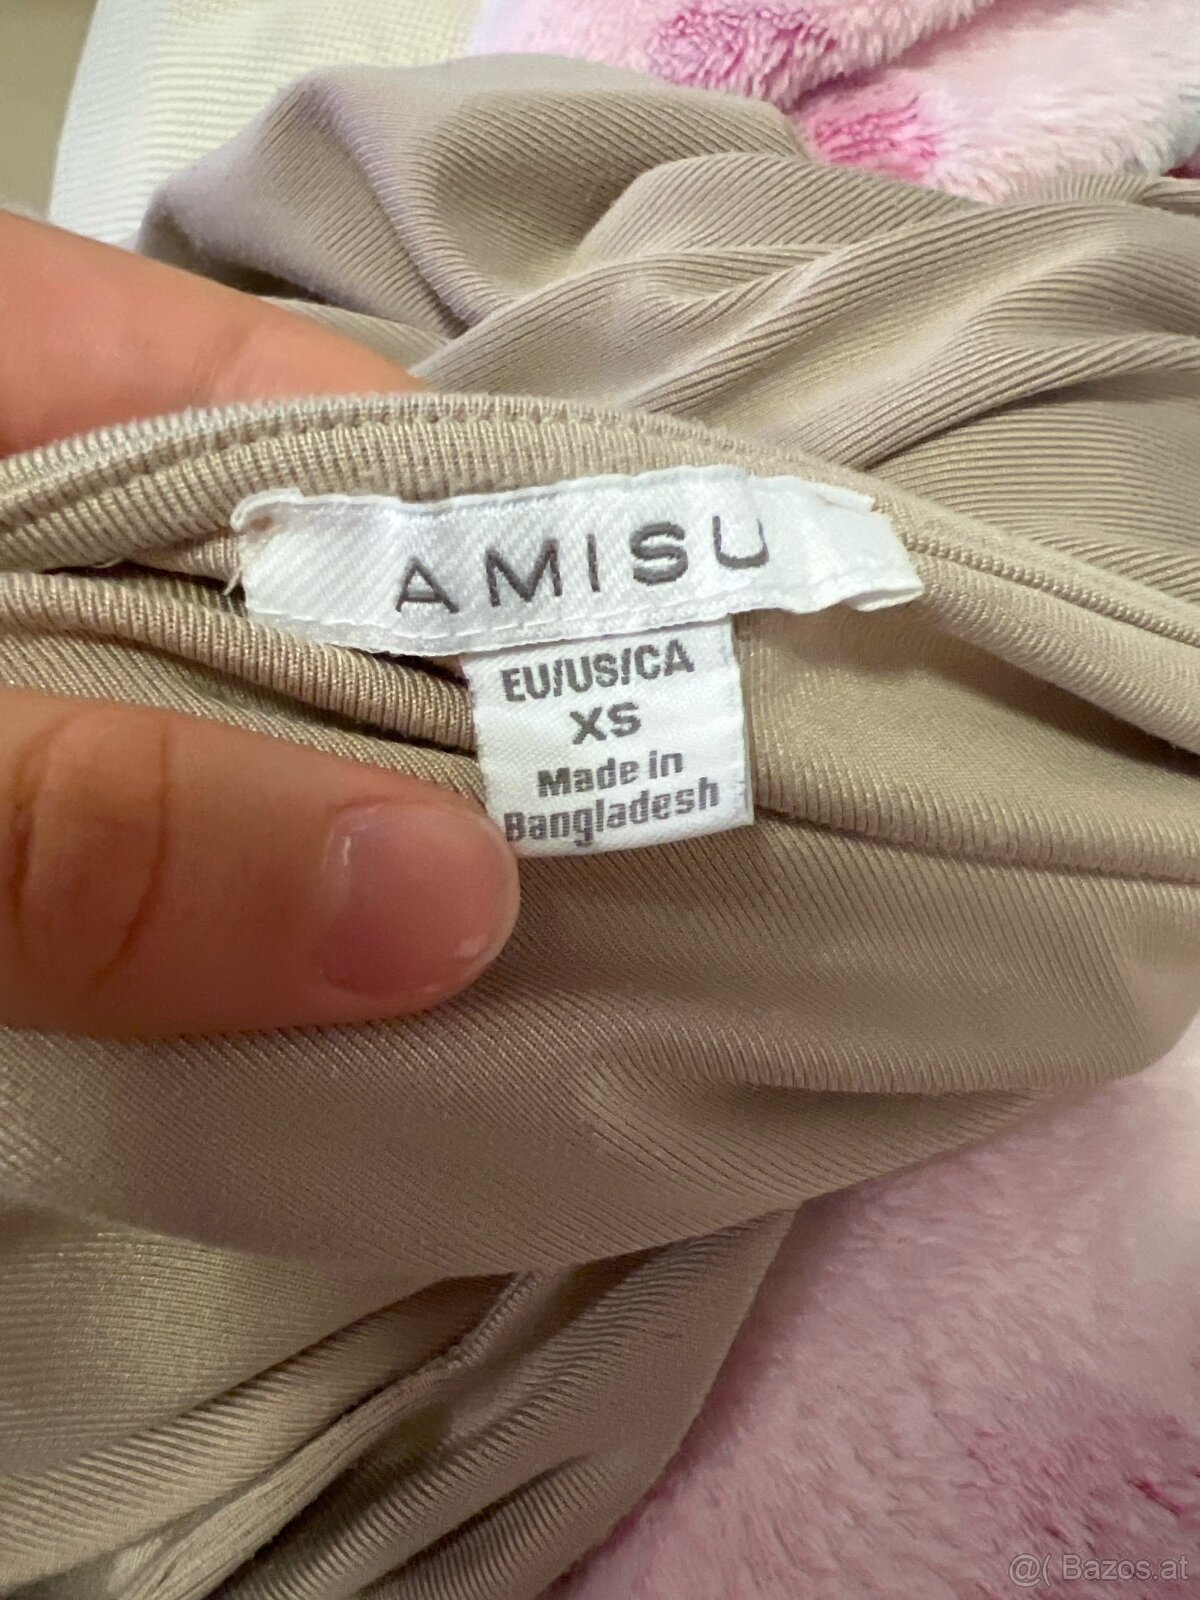 AMISU
EU/US/CA
XS
Made in
Bangladesh
@( Bazos.at